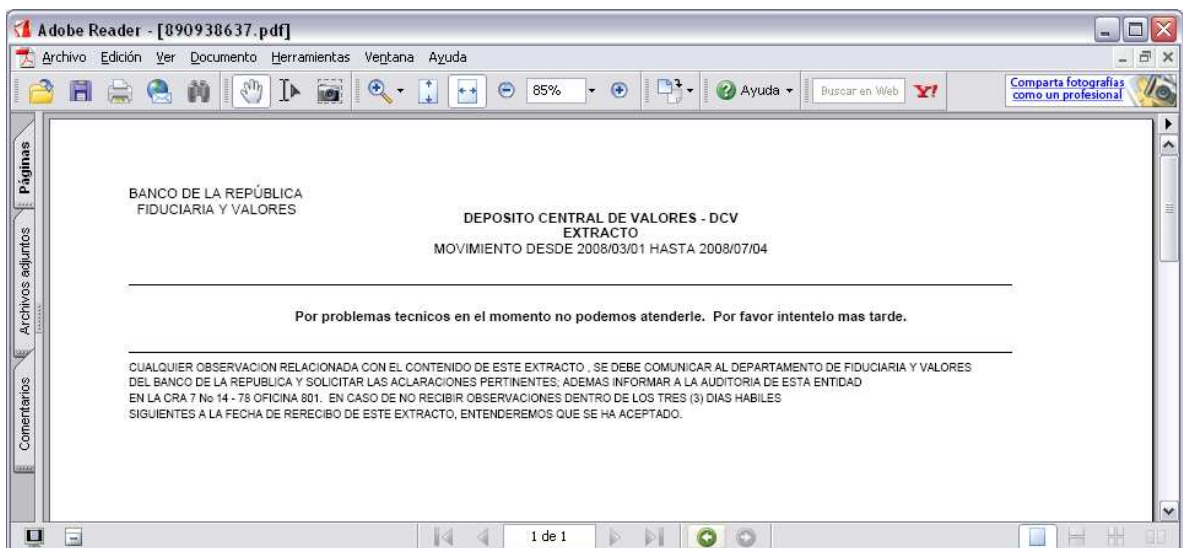 Adobe Reader - [890938637.pdf]
Archivo Edición Ver Documento Herramientas Ventana Ayuda
85% Ayuda Buscar en Web Y! Comparta fotografías
como un profesional
Páginas
Archivos adjuntos
Comentarios
BANCO DE LA REPÚBLICA
FIDUCIARIA Y VALORES
DEPOSITO CENTRAL DE VALORES - DCV
EXTRACTO
MOVIMIENTO DESDE 2008/03/01 HASTA 2008/07/04
Por problemas tecnicos en el momento no podemos atenderle. Por favor intentelo mas tarde.
CUALQUIER OBSERVACION RELACIONADA CON EL CONTENIDO DE ESTE EXTRACTO , SE DEBE COMUNICAR AL DEPARTAMENTO DE FIDUCIARIA Y VALORES
DEL BANCO DE LA REPUBLICA Y SOLICITAR LAS ACLARACIONES PERTINENTES; ADEMAS INFORMAR A LA AUDITORIA DE ESTA ENTIDAD
EN LA CRA 7 No 14 - 78 OFICINA 801. EN CASO DE NO RECIBIR OBSERVACIONES DENTRO DE LOS TRES (3) DIAS HABILES
SIGUIENTES A LA FECHA DE RERECIBO DE ESTE EXTRACTO, ENTENDEREMOS QUE SE HA ACEPTADO.
1 de 1